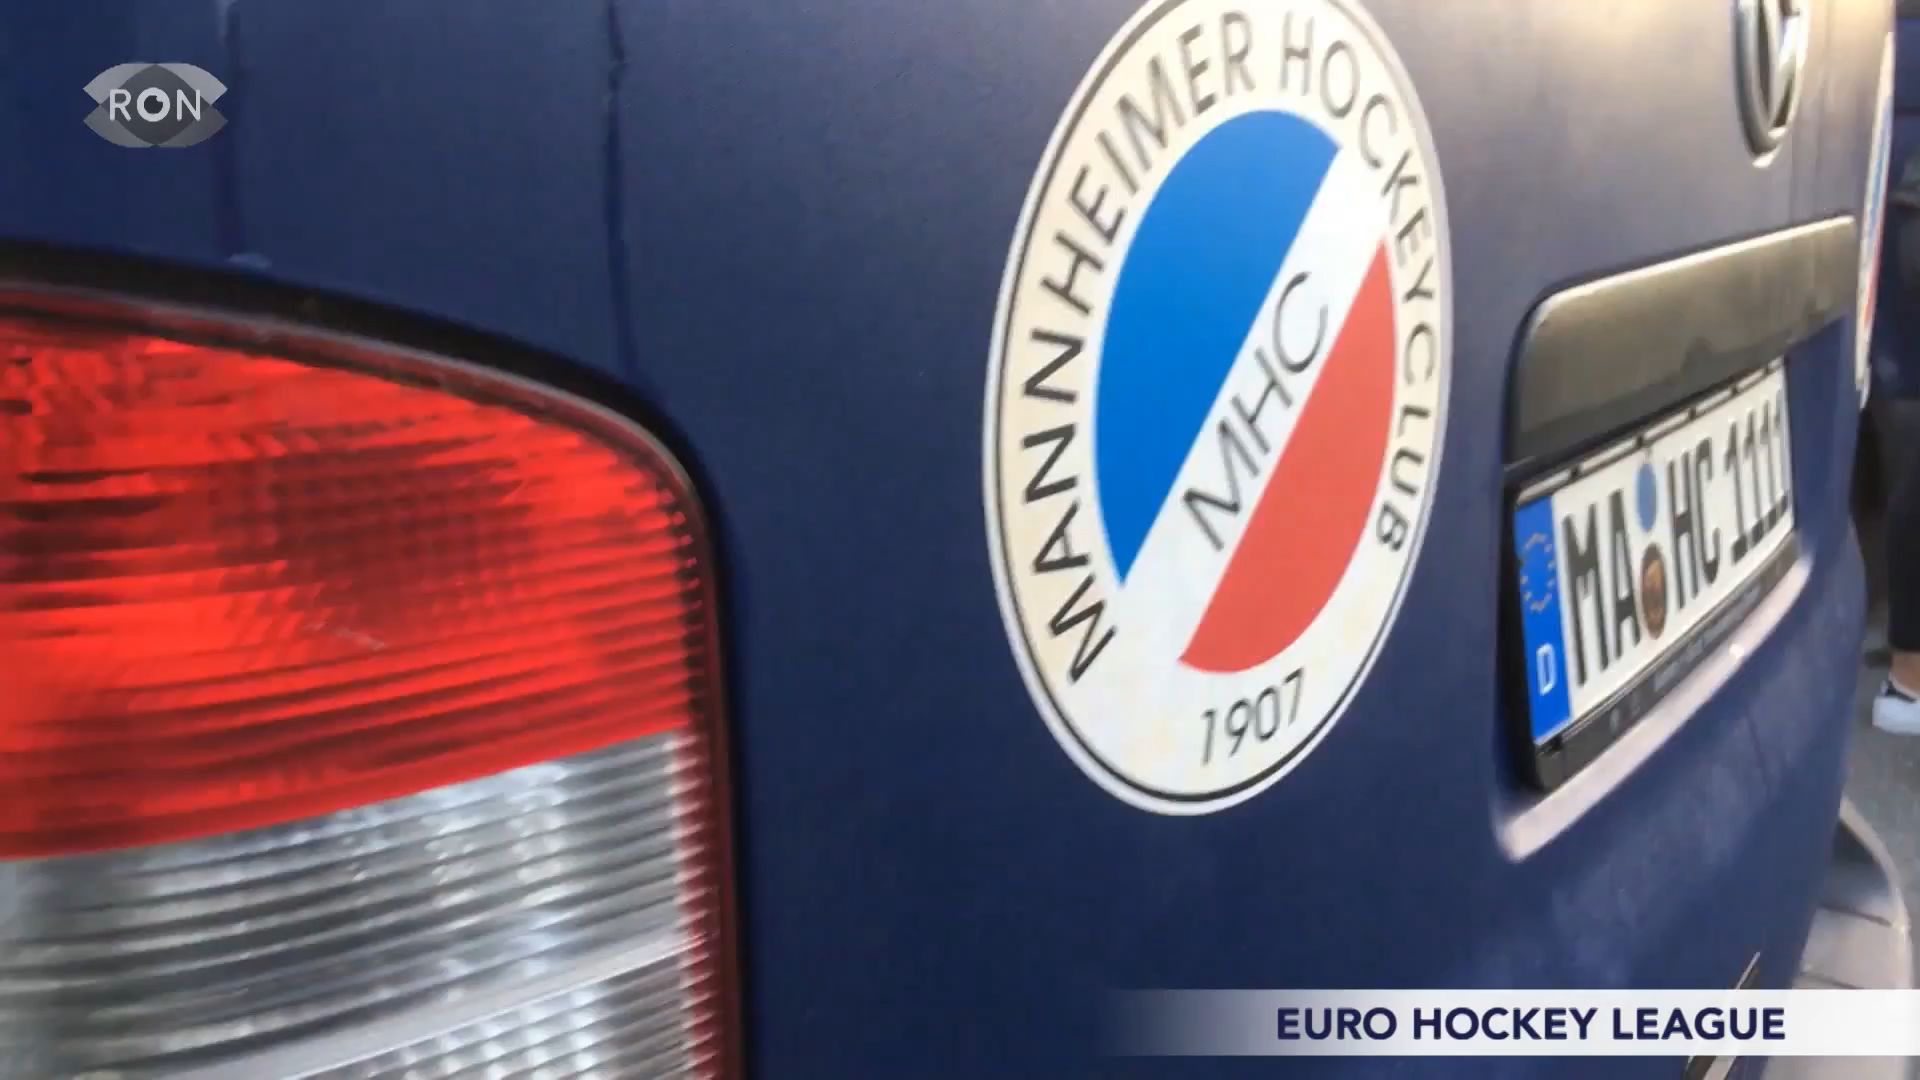 RON
MANNHEIMER HOCKEYCLUB
MHC
1907
D
MA HC 1111
EURO HOCKEY LEAGUE